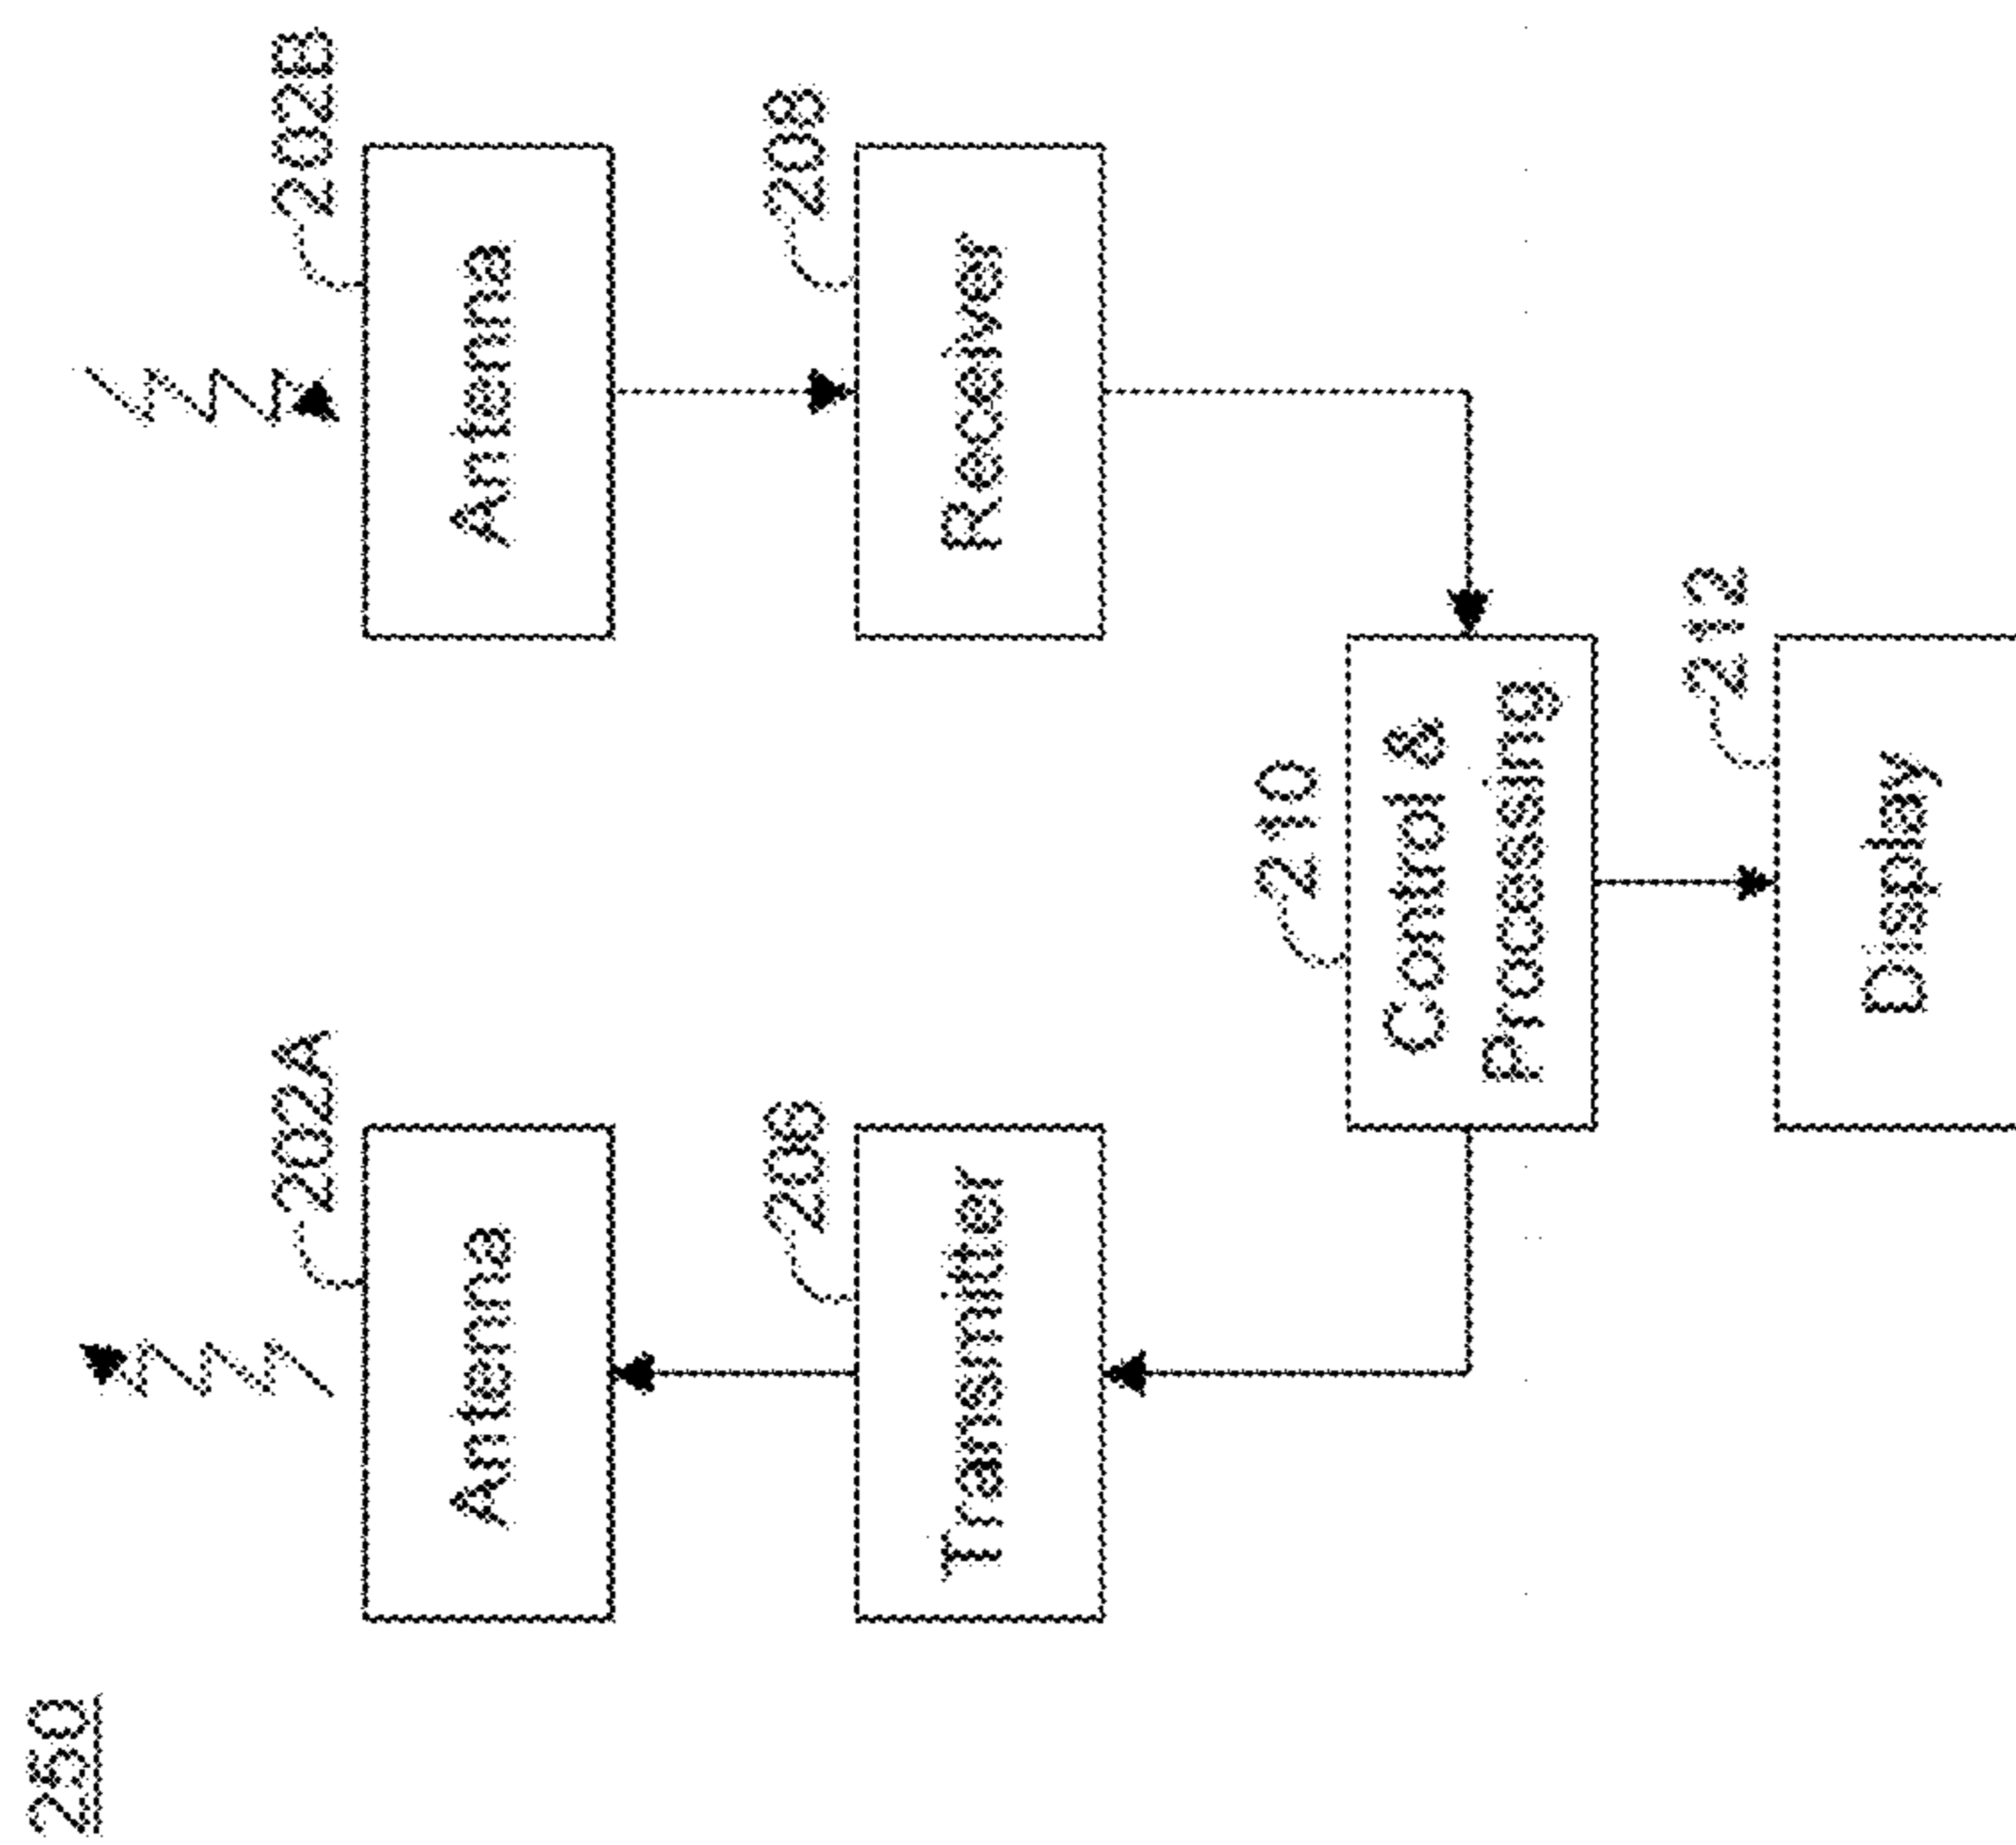 250
202A
202B
Antenna
Antenna
206
208
Transmitter
Receiver
210
Control &
Processing
212
Display